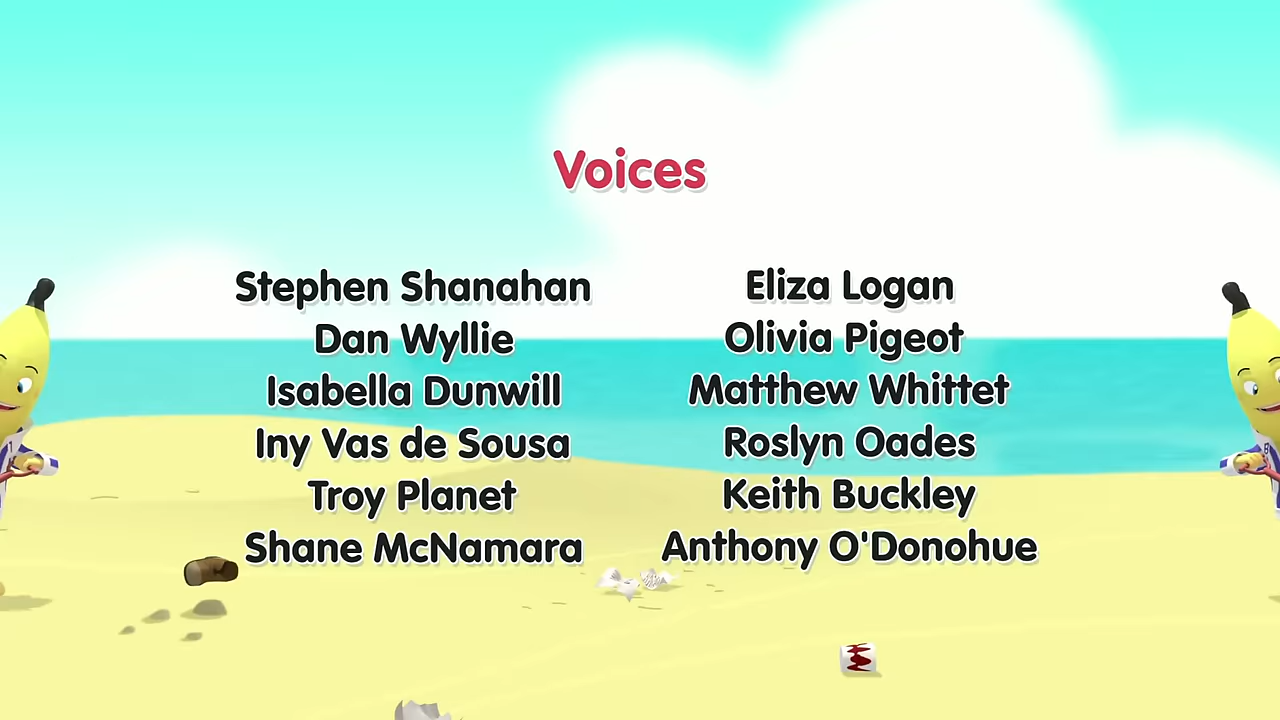 Voices
Stephen Shanahan
Dan Wyllie
Isabella Dunwill
Iny Vas de Sousa
Troy Planet
Shane McNamara
Eliza Logan
Olivia Pigeot
Matthew Whittet
Roslyn Oades
Keith Buckley
Anthony O'Donohue